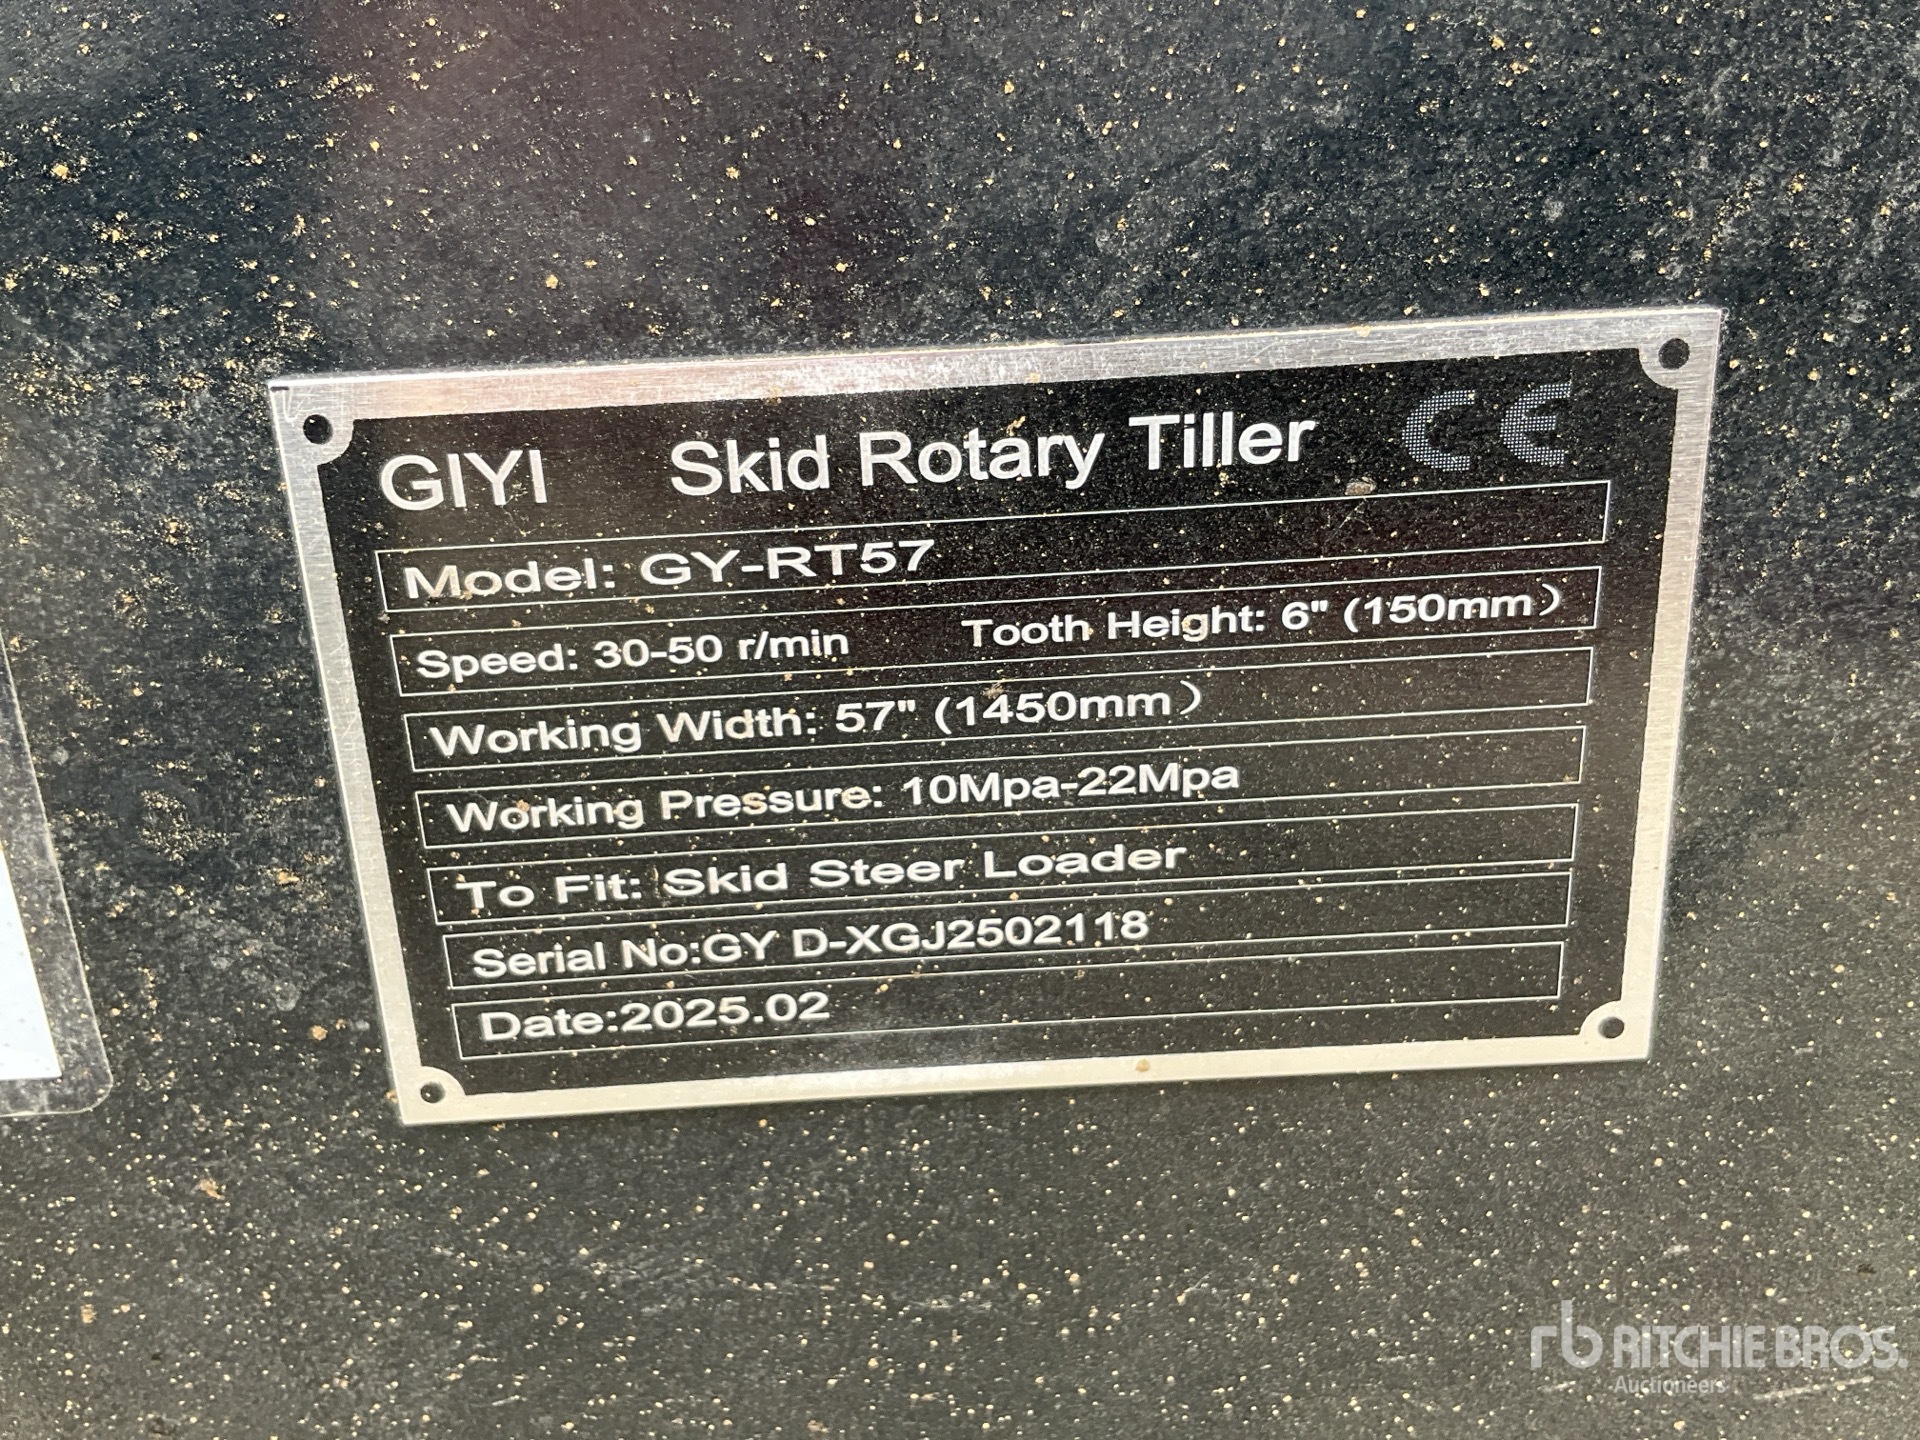 GIYI Skid Rotary Tiller CE
Model: GY-RT57
Speed: 30-50 r/min Tooth Height: 6" (150mm）
Working Width: 57" (1450mm）
Working Pressure: 10Mpa-22Mpa
To Fit: Skid Steer Loader
Serial No:GY D-XGJ2502118
Date:2025.02
rb RITCHIE BROS.
Auctioneers